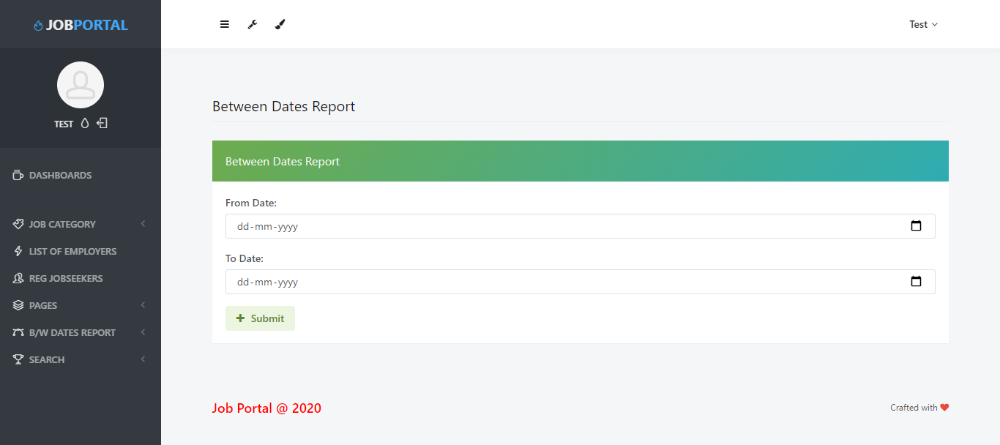 JOBPORTAL
Test
TEST
DASHBOARDS
JOB CATEGORY
LIST OF EMPLOYERS
REG JOBSEEKERS
PAGES
B/W DATES REPORT
SEARCH
Between Dates Report
Between Dates Report
From Date:
dd-mm-yyyy
To Date:
dd-mm-yyyy
Submit
Job Portal @ 2020
Crafted with